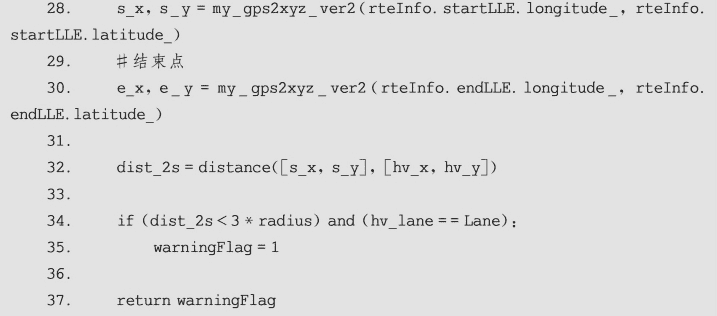 28. s_x, s_y = my_gps2xyz_ver2(rteInfo.startLLE.longitude_, rteInfo.
startLLE.latitude_)
29. #结束点
30. e_x, e_y = my_gps2xyz_ver2(rteInfo.endLLE.longitude_, rteInfo.
endLLE.latitude_)
31.
32. dist_2s = distance([s_x, s_y], [hv_x, hv_y])
33.
34. if (dist_2s < 3 * radius) and (hv_lane == Lane):
35. warningFlag = 1
36.
37. return warningFlag